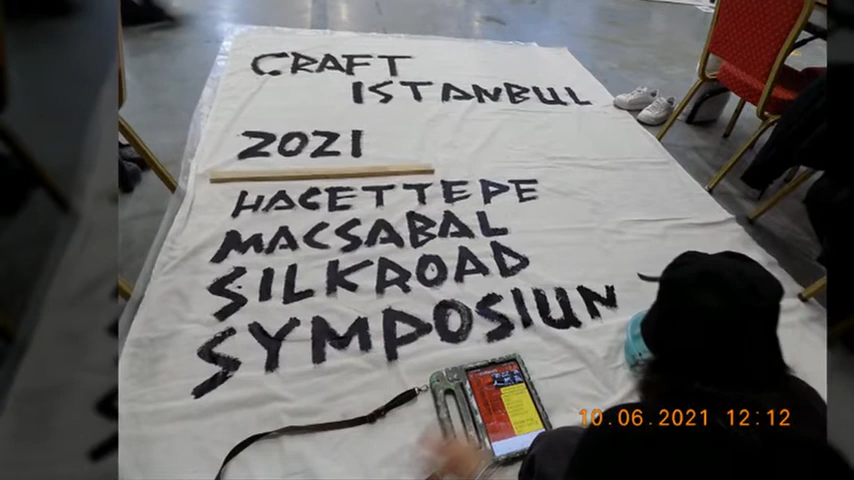 CRAFT
ISTANBUL
2021
HACETTEPE
MACSABAL
SILKROAD
SYMPOSIUN
10.06.2021 12:12